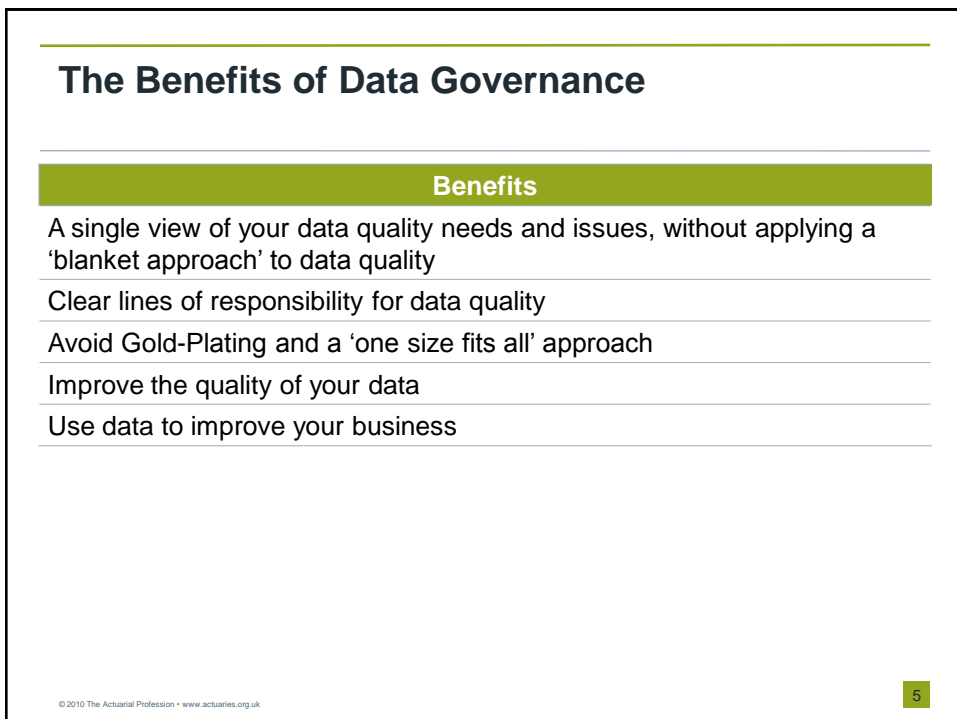 The Benefits of Data Governance
Benefits
A single view of your data quality needs and issues, without applying a
‘blanket approach’ to data quality
Clear lines of responsibility for data quality
Avoid Gold-Plating and a ‘one size fits all’ approach
Improve the quality of your data
Use data to improve your business
© 2010 The Actuarial Profession • www.actuaries.org.uk
5